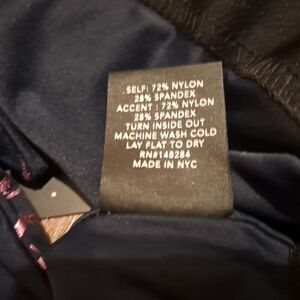 SELF: 72% NYLON
28% SPANDEX
ACCENT: 72% NYLON
28% SPANDEX
TURN INSIDE OUT
MACHINE WASH COLD
LAY FLAT TO DRY
RN#148284
MADE IN NYC